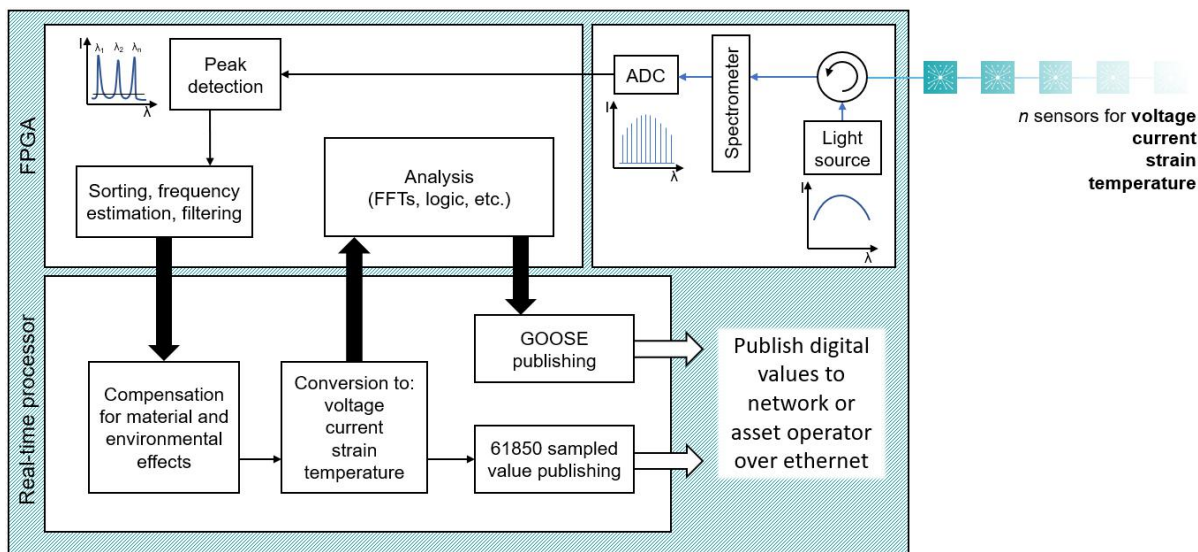 FPGA
I
λ₁ λ₂ λₙ
λ
Peak
detection
Sorting, frequency
estimation, filtering
Analysis
(FFTs, logic, etc.)
ADC
I
λ
Spectrometer
Light
source
I
λ
n sensors for voltage
current
strain
temperature
Real-time processor
Compensation
for material and
environmental
effects
Conversion to:
voltage
current
strain
temperature
GOOSE
publishing
61850 sampled
value publishing
Publish digital
values to
network or
asset operator
over ethernet